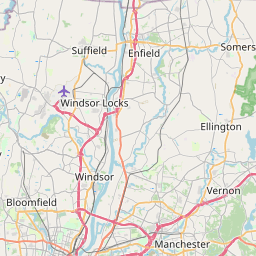 Suffield
Enfield
Somers
Windsor Locks
Ellington
Windsor
Vernon
Bloomfield
Manchester